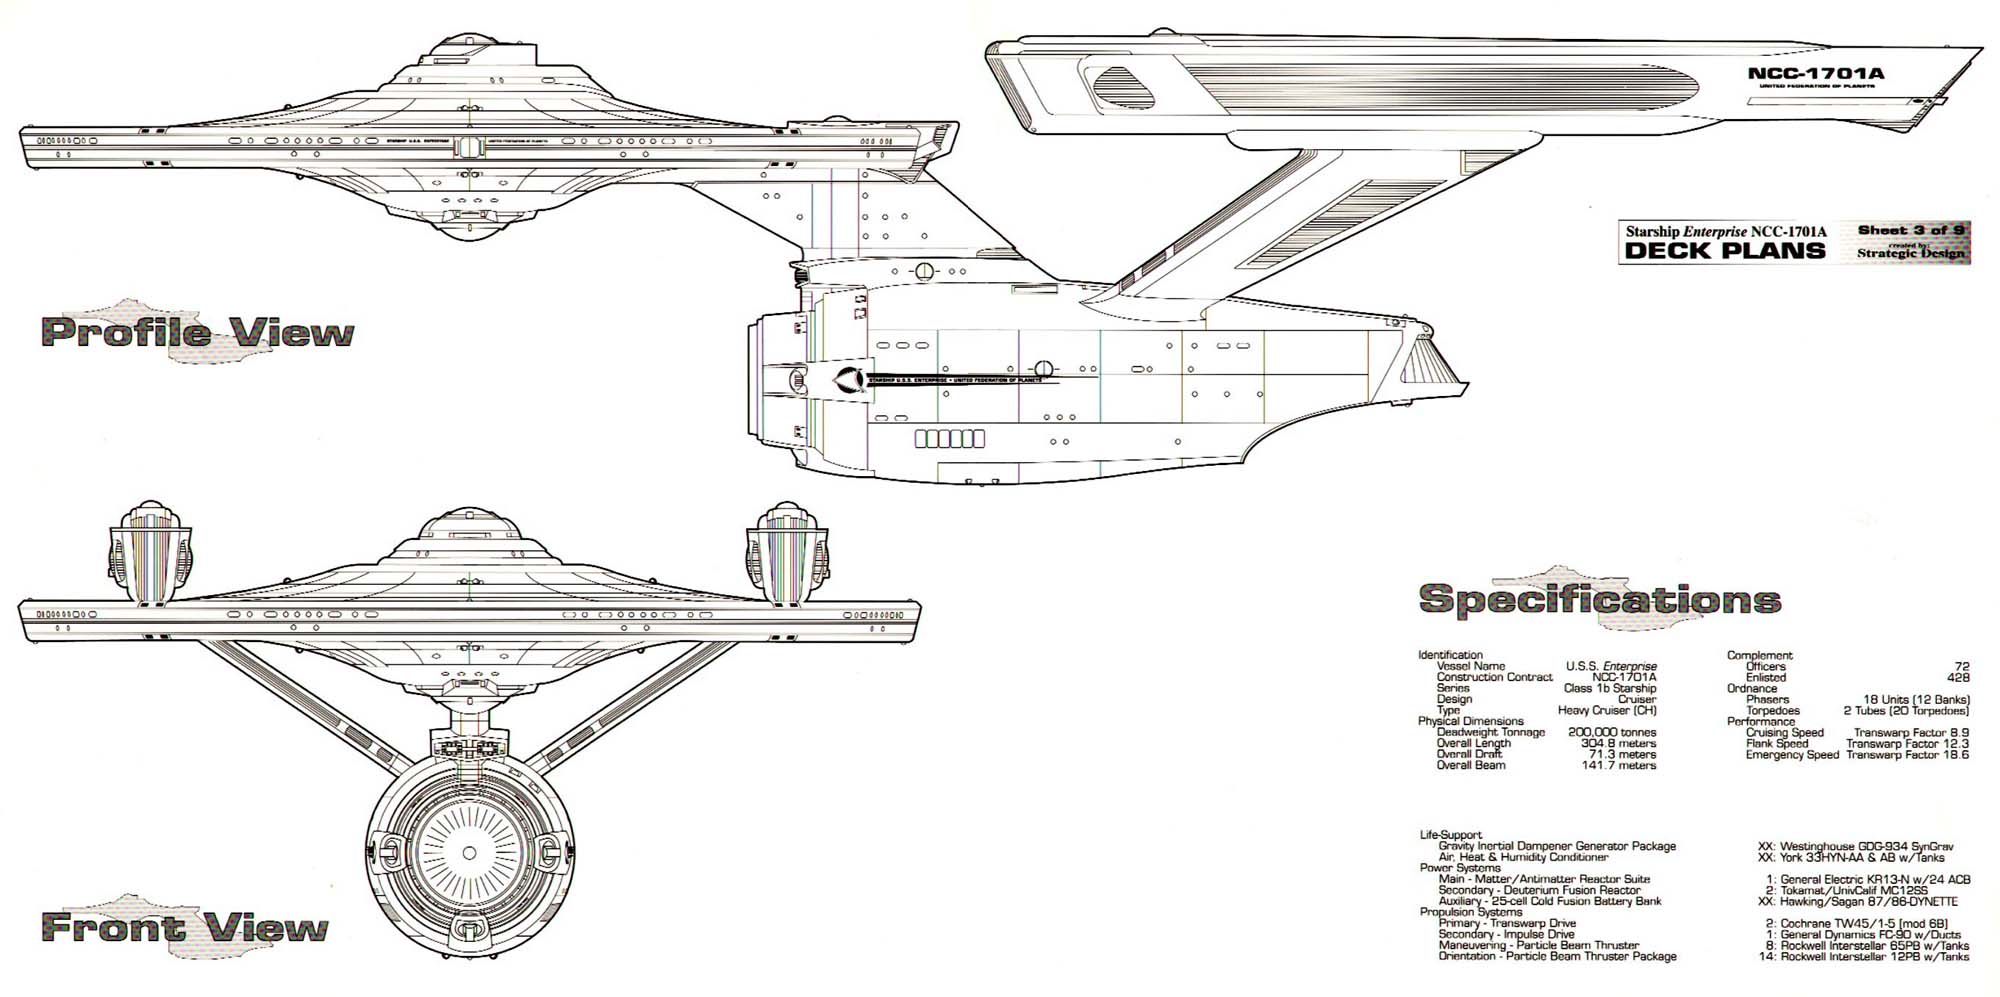 NCC-1701A
UNITED FEDERATION OF PLANETS
STARSHIP U.S.S. ENTERPRISE UNITED FEDERATION OF PLANETS
Starship Enterprise NCC-1701A
DECK PLANS
Sheet 3 of 9
created by:
Strategic Design
Profile View
STARSHIP U.S.S. ENTERPRISE • UNITED FEDERATION OF PLANETS
Specifications
Identification
Vessel Name U.S.S. Enterprise
Construction Contract NCC-1701A
Series Class 1b Starship
Design Cruiser
Type Heavy Cruiser (CH)
Physical Dimensions
Deadweight Tonnage 200,000 tonnes
Overall Length 304.8 meters
Overall Draft 71.3 meters
Overall Beam 141.7 meters
Complement
Officers 72
Enlisted 428
Ordnance
Phasers 18 Units (12 Banks)
Torpedoes 2 Tubes (20 Torpedoes)
Performance
Cruising Speed Transwarp Factor 8.9
Flank Speed Transwarp Factor 12.3
Emergency Speed Transwarp Factor 18.6
Life-Support
Gravity Inertial Dampener Generator Package XX: Westinghouse GDG-934 SynGrav
Air, Heat & Humidity Conditioner XX: York 33HYN-AA & AB w/Tanks
Power Systems
Main - Matter/Antimatter Reactor Suite 1: General Electric KR13-N w/24 ACB
Secondary - Deuterium Fusion Reactor 2: Tokamat/UnivCalif MC12SS
Auxiliary - 25-cell Cold Fusion Battery Bank XX: Hawking/Sagan 87/86-DYNETTE
Propulsion Systems
Primary - Transwarp Drive 2: Cochrane TW45/1-5 (mod 6B)
Secondary - Impulse Drive 1: General Dynamics FC-90 w/Ducts
Maneuvering - Particle Beam Thruster 8: Rockwell Interstellar 65PB w/Tanks
Orientation - Particle Beam Thruster Package 14: Rockwell Interstellar 12PB w/Tanks
Front View